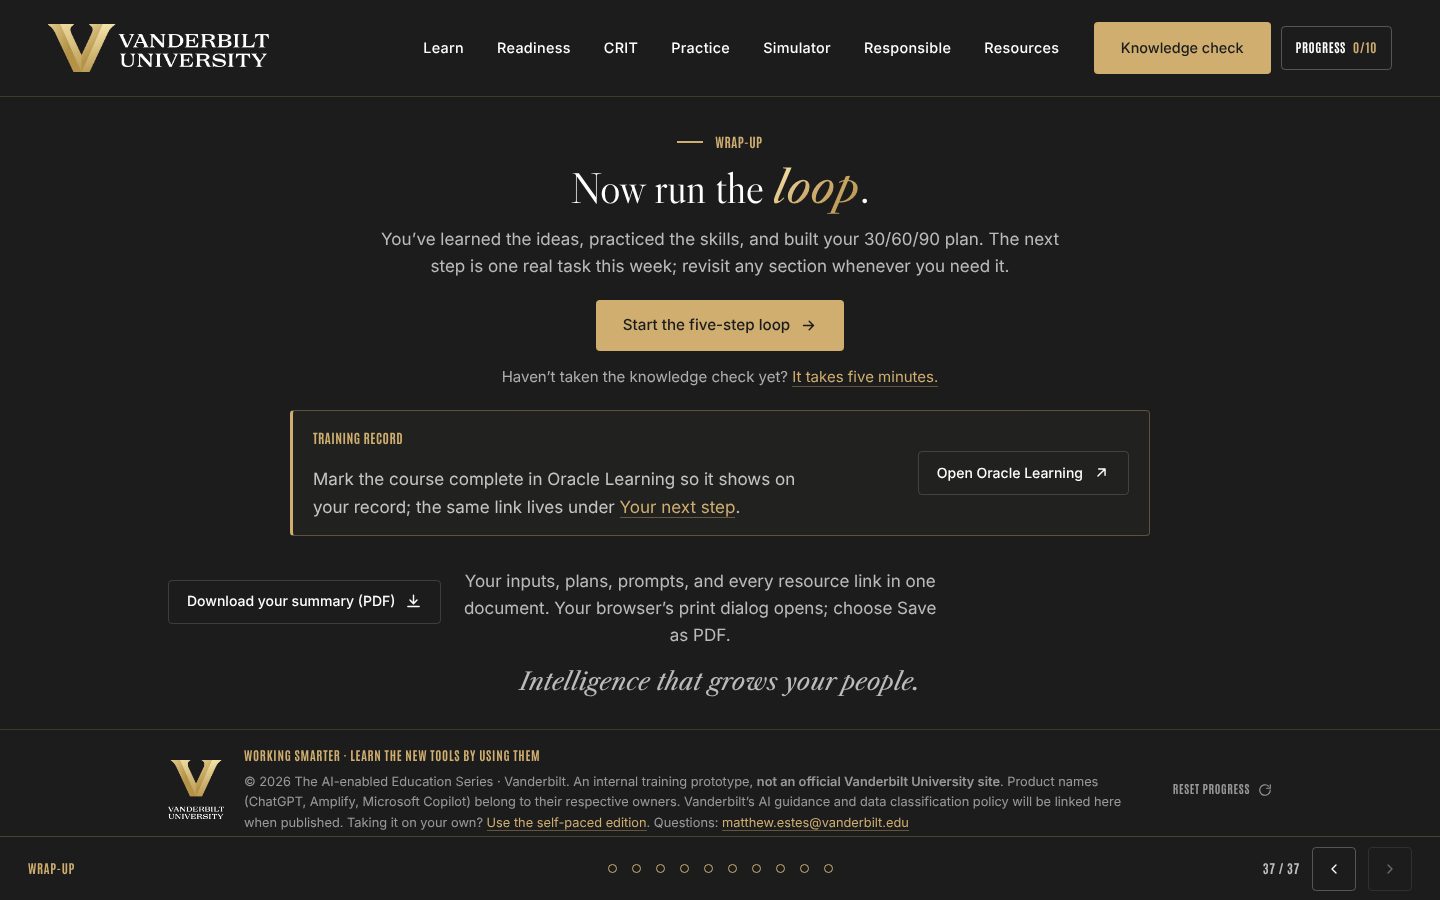 VANDERBILT
UNIVERSITY
Learn
Readiness
CRIT
Practice
Simulator
Responsible
Resources
Knowledge check
PROGRESS 0/10
WRAP-UP
Now run the loop.
You’ve learned the ideas, practiced the skills, and built your 30/60/90 plan. The next
step is one real task this week; revisit any section whenever you need it.
Start the five-step loop →
Haven’t taken the knowledge check yet? It takes five minutes.
TRAINING RECORD
Mark the course complete in Oracle Learning so it shows on
your record; the same link lives under Your next step.
Open Oracle Learning
Download your summary (PDF)
Your inputs, plans, prompts, and every resource link in one
document. Your browser’s print dialog opens; choose Save
as PDF.
Intelligence that grows your people.
VANDERBILT
UNIVERSITY
WORKING SMARTER · LEARN THE NEW TOOLS BY USING THEM
© 2026 The AI-enabled Education Series · Vanderbilt. An internal training prototype, not an official Vanderbilt University site. Product names
(ChatGPT, Amplify, Microsoft Copilot) belong to their respective owners. Vanderbilt’s AI guidance and data classification policy will be linked here
when published. Taking it on your own? Use the self-paced edition. Questions: matthew.estes@vanderbilt.edu
RESET PROGRESS
WRAP-UP
37 / 37